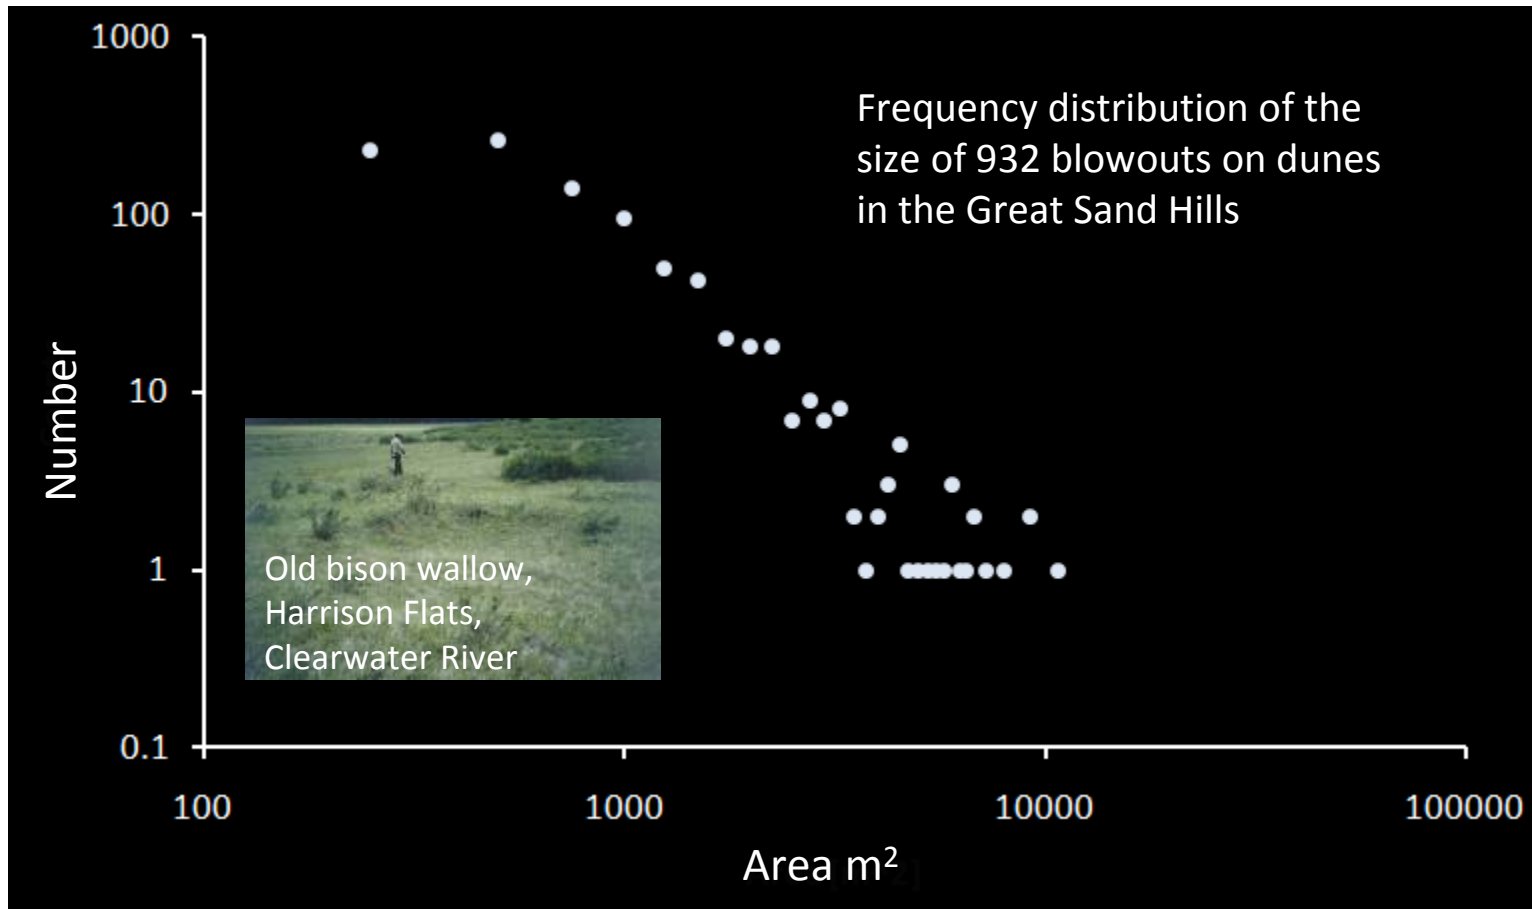 1000
Frequency distribution of the
size of 932 blowouts on dunes
in the Great Sand Hills
100
Number
10
Old bison wallow,
Harrison Flats,
Clearwater River
1
0.1
100 1000 10000 100000
Area m²